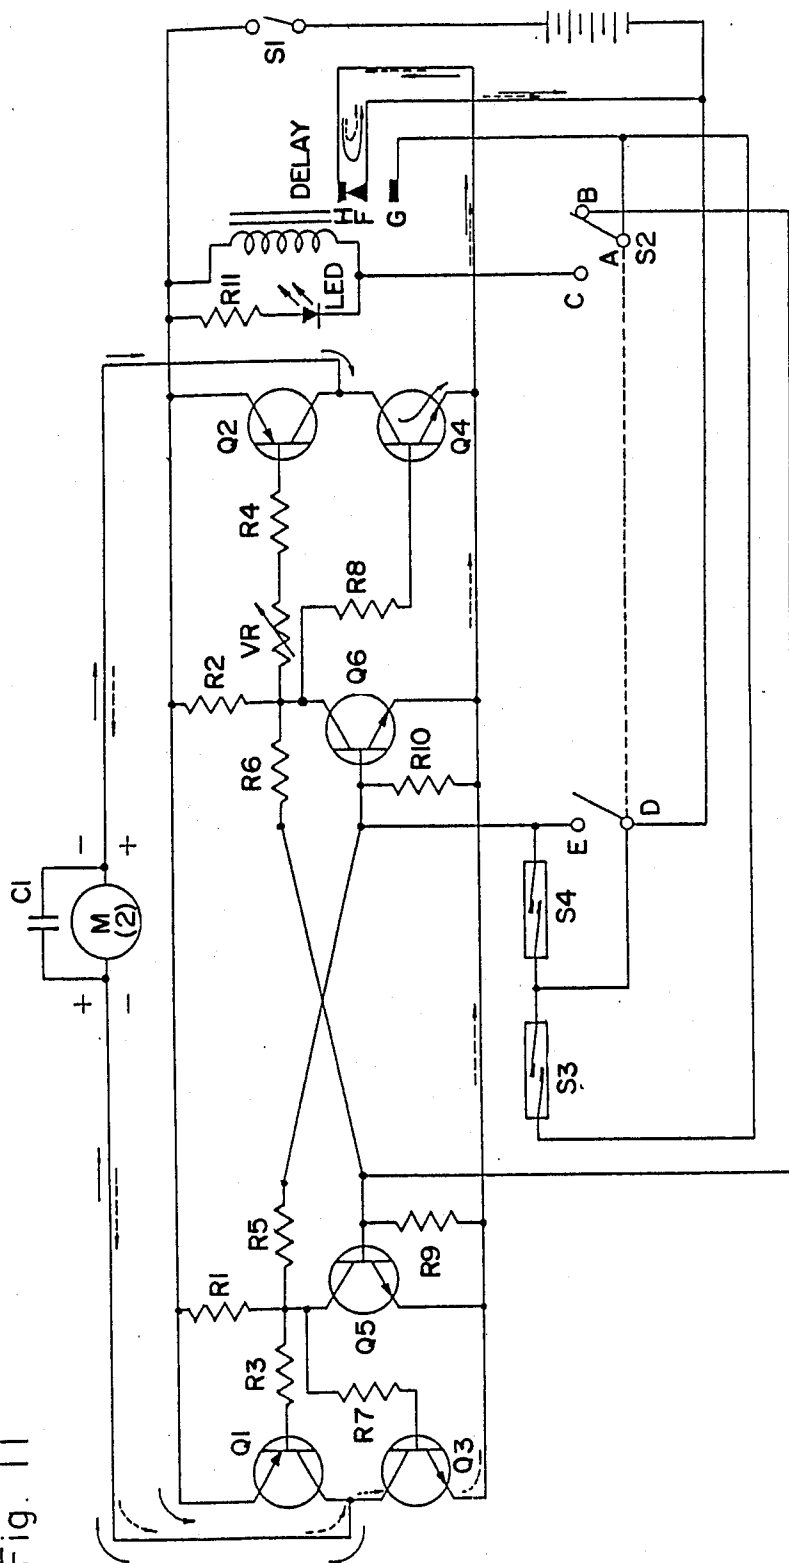 Fig. 11
C1
M
(2)
+
-
-
+
Q1
R3
R1
R5
R7
Q3
Q5
R9
R6
R2
VR
R4
Q2
R8
Q6
R10
Q4
R11
LED
DELAY
H
F
G
S1
S3
S4
E
D
C
A
B
S2